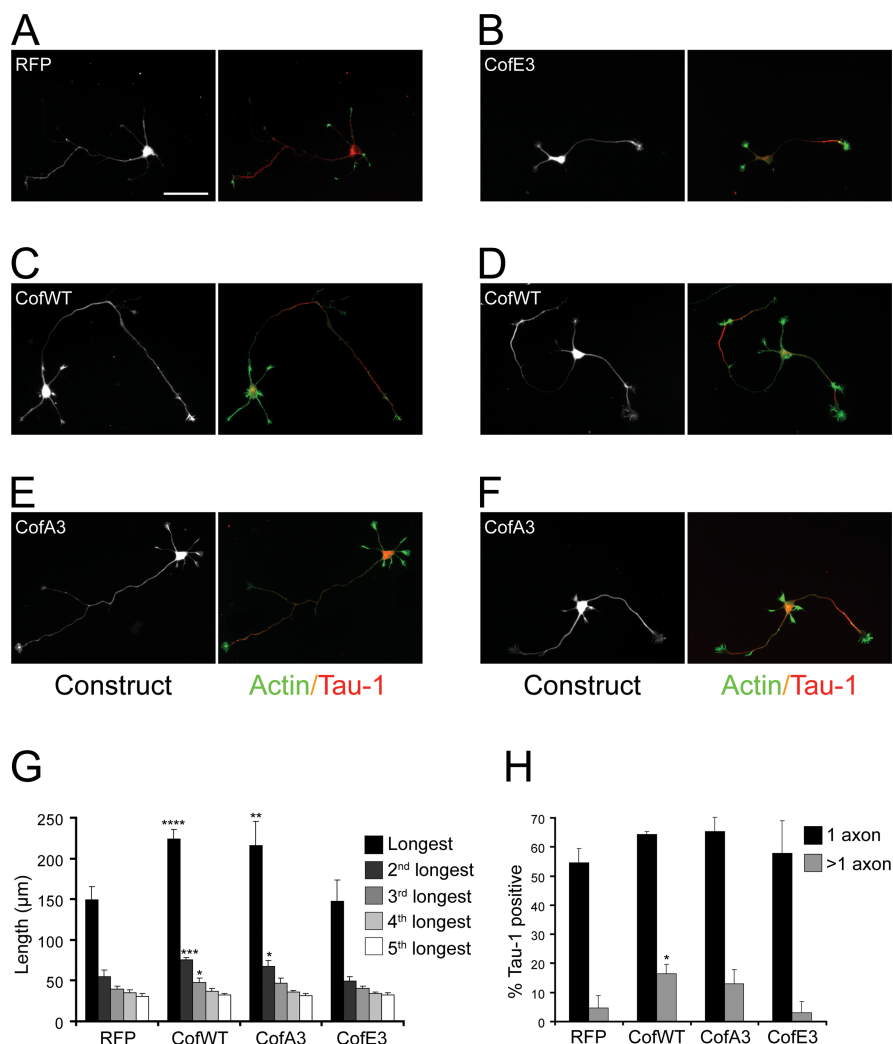 A
B
RFP
CofE3
C
D
CofWT
CofWT
E
F
CofA3
CofA3
Construct
Actin/Tau-1
Construct
Actin/Tau-1
G
H
Length (µm)
250
200
150
100
50
0
****
***
*
**
*
Longest
2nd longest
3rd longest
4th longest
5th longest
RFP CofWT CofA3 CofE3
% Tau-1 positive
70
60
50
40
30
20
10
0
*
1 axon
>1 axon
RFP CofWT CofA3 CofE3